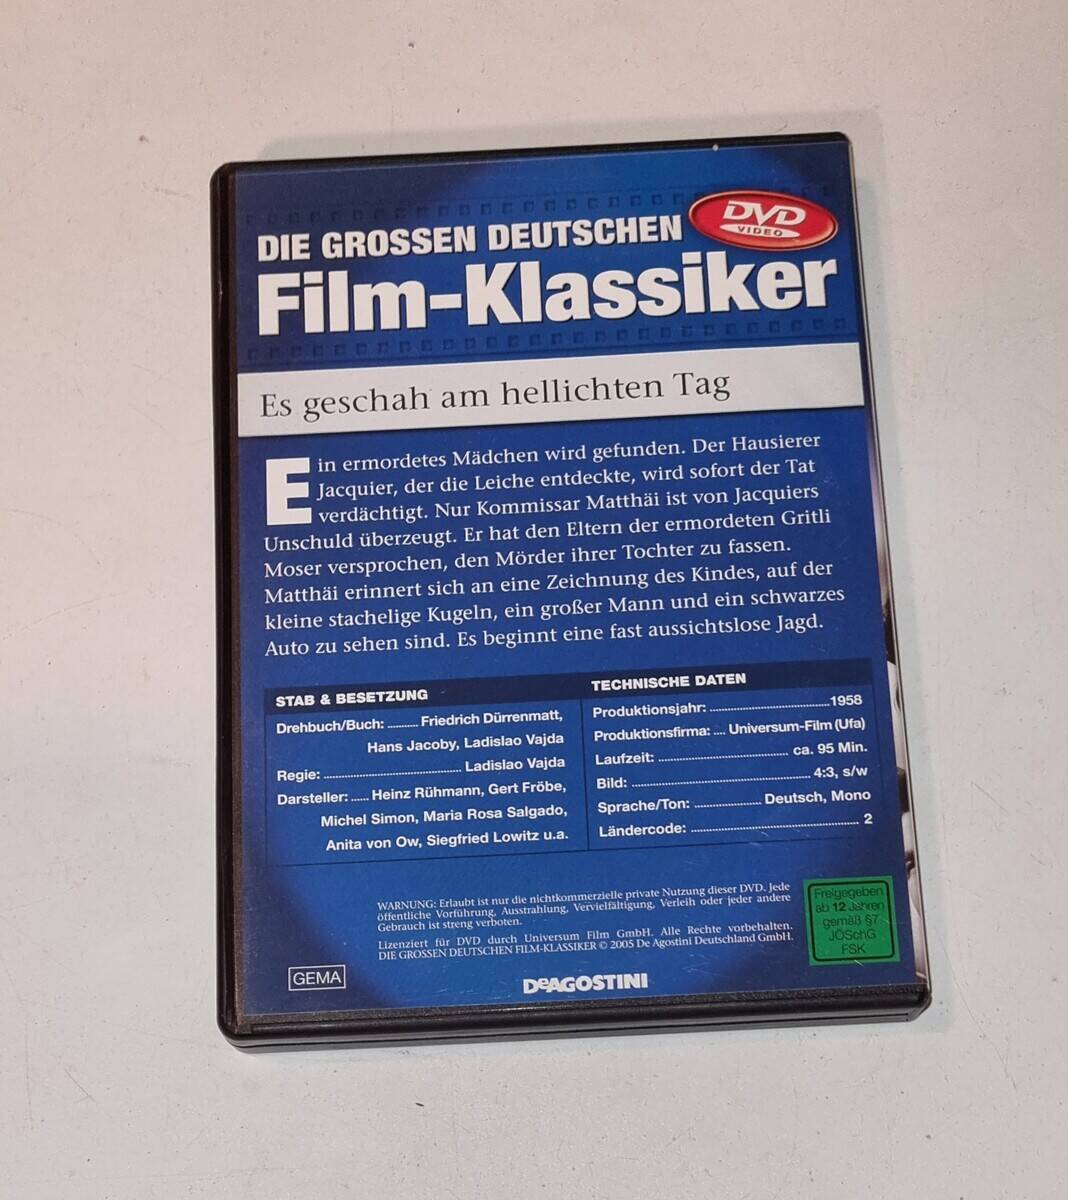 DIE GROSSEN DEUTSCHEN
DVD
VIDEO
Film-Klassiker
Es geschah am hellichten Tag
Ein ermordetes Mädchen wird gefunden. Der Hausierer
Jacquier, der die Leiche entdeckte, wird sofort der Tat
verdächtigt. Nur Kommissar Matthäi ist von Jacquiers
Unschuld überzeugt. Er hat den Eltern der ermordeten Gritli
Moser versprochen, den Mörder ihrer Tochter zu fassen.
Matthäi erinnert sich an eine Zeichnung des Kindes, auf der
kleine stachelige Kugeln, ein großer Mann und ein schwarzes
Auto zu sehen sind. Es beginnt eine fast aussichtslose Jagd.
STAB & BESETZUNG
Drehbuch/Buch: .......... Friedrich Dürrenmatt,
Hans Jacoby, Ladislao Vajda
Regie: ............................................. Ladislao Vajda
Darsteller: ...... Heinz Rühmann, Gert Fröbe,
Michel Simon, Maria Rosa Salgado,
Anita von Ow, Siegfried Lowitz u.a.
TECHNISCHE DATEN
Produktionsjahr: .......................................1958
Produktionsfirma: .... Universum-Film (Ufa)
Laufzeit: ........................................... ca. 95 Min.
Bild: .......................................................... 4:3, s/w
Sprache/Ton: ...................... Deutsch, Mono
Ländercode: ....................................................... 2
WARNUNG: Erlaubt ist nur die nichtkommerzielle private Nutzung dieser DVD. Jede
öffentliche Vorführung, Ausstrahlung, Vervielfältigung, Verleih oder jeder andere
Gebrauch ist streng verboten.
Lizenziert für DVD durch Universum Film GmbH. Alle Rechte vorbehalten.
DIE GROSSEN DEUTSCHEN FILM-KLASSIKER © 2005 De Agostini Deutschland GmbH.
Freigegeben
ab 12 Jahren
gemäß §7
JÖSchG
FSK
GEMA
DeAGOSTINI